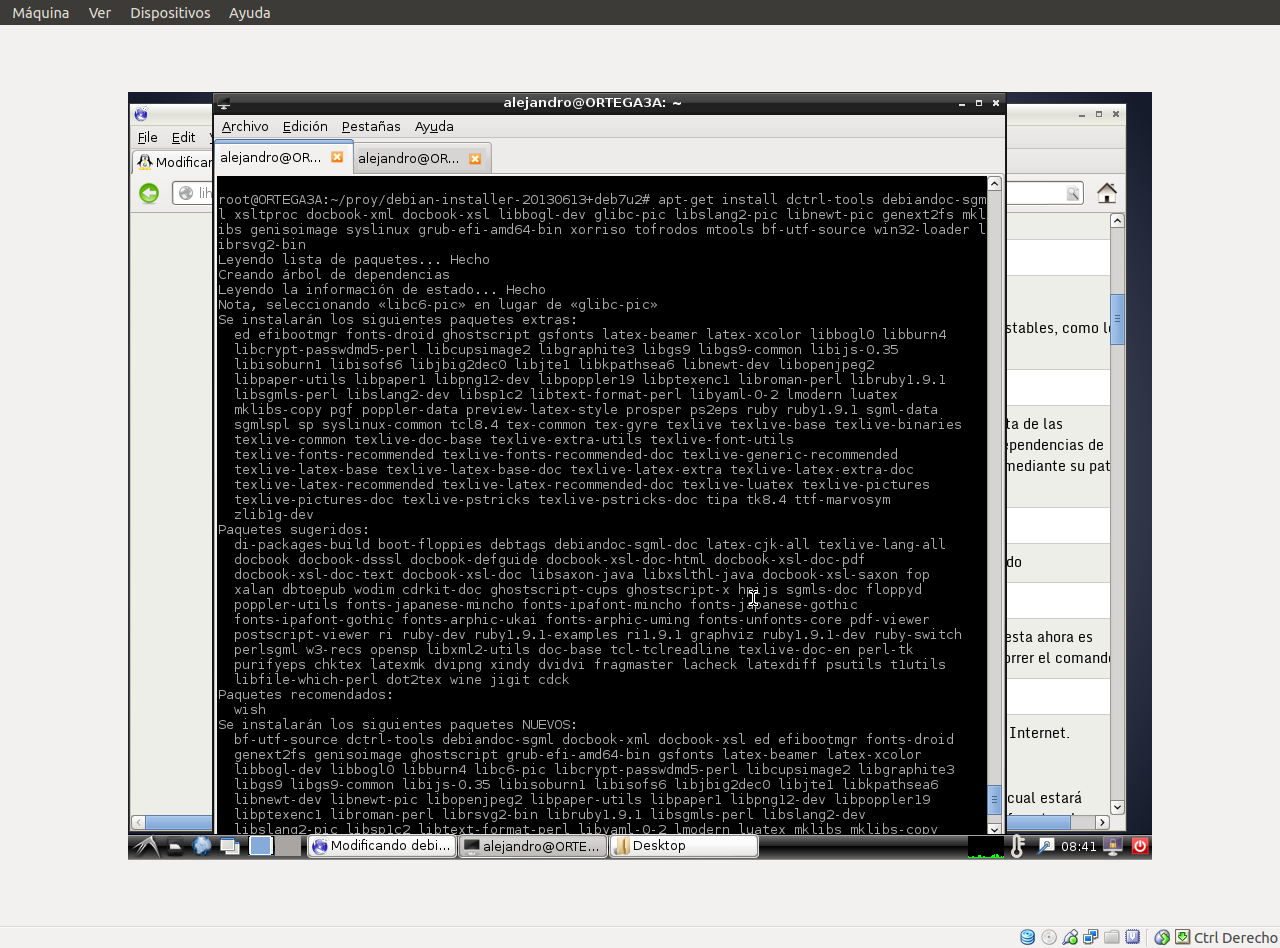 Máquina Ver Dispositivos Ayuda
alejandro@ORTEGA3A: ~
File Edit
Archivo Edición Pestañas Ayuda
Modificar
alejandro@OR... alejandro@OR...
lih
root@ORTEGA3A:~/proy/debian-installer-20130613+deb7u2# apt-get install dctrl-tools debiandoc-sgm
l xsltproc docbook-xml docbook-xsl libbogl-dev glibc-pic libslang2-pic libnewt-pic genext2fs mkl
ibs genisoimage syslinux grub-efi-amd64-bin xorriso tofrodos mtools bf-utf-source win32-loader l
ibrsvg2-bin
Leyendo lista de paquetes... Hecho
Creando árbol de dependencias
Leyendo la información de estado... Hecho
Nota, seleccionando «libc6-pic» en lugar de «glibc-pic»
Se instalarán los siguientes paquetes extras:
ed efibootmgr fonts-droid ghostscript gsfonts latex-beamer latex-xcolor libbogl0 libburn4
libcrypt-passwdmd5-perl libcupsimage2 libgraphite3 libgs9 libgs9-common libijs-0.35
libisoburn1 libisofs6 libjbig2dec0 libjte1 libkpathsea6 libnewt-dev libopenjpeg2
libpaper-utils libpaper1 libpng12-dev libpoppler19 libptexenc1 libroman-perl libruby1.9.1
libsgmls-perl libslang2-dev libsp1c2 libtext-format-perl libyaml-0-2 lmodern luatex
mklibs-copy pgf poppler-data preview-latex-style prosper ps2eps ruby ruby1.9.1 sgml-data
sgmlspl sp syslinux-common tcl8.4 tex-common tex-gyre texlive texlive-base texlive-binaries
texlive-common texlive-doc-base texlive-extra-utils texlive-font-utils
texlive-fonts-recommended texlive-fonts-recommended-doc texlive-generic-recommended
texlive-latex-base texlive-latex-base-doc texlive-latex-extra texlive-latex-extra-doc
texlive-latex-recommended texlive-latex-recommended-doc texlive-luatex texlive-pictures
texlive-pictures-doc texlive-pstricks texlive-pstricks-doc tipa tk8.4 ttf-marvosym
zlib1g-dev
Paquetes sugeridos:
di-packages-build boot-floppies debtags debiandoc-sgml-doc latex-cjk-all texlive-lang-all
docbook docbook-dsssl docbook-defguide docbook-xsl-doc-html docbook-xsl-doc-pdf
docbook-xsl-doc-text docbook-xsl-doc libsaxon-java libxslthl-java docbook-xsl-saxon fop
xalan dbtoepub wodim cdrkit-doc ghostscript-cups ghostscript-x hpijs sgmls-doc floppyd
poppler-utils fonts-japanese-mincho fonts-ipafont-mincho fonts-japanese-gothic
fonts-ipafont-gothic fonts-arphic-ukai fonts-arphic-uming fonts-unfonts-core pdf-viewer
postscript-viewer ri ruby-dev ruby1.9.1-examples ri1.9.1 graphviz ruby1.9.1-dev ruby-switch
perlsgml w3-recs opensp libxml2-utils doc-base tcl-tclreadline texlive-doc-en perl-tk
purifyeps chktex latexmk dvipng xindy dvidvi fragmaster lacheck latexdiff psutils t1utils
libfile-which-perl dot2tex wine jigit cdck
Paquetes recomendados:
wish
Se instalarán los siguientes paquetes NUEVOS:
bf-utf-source dctrl-tools debiandoc-sgml docbook-xml docbook-xsl ed efibootmgr fonts-droid
genext2fs genisoimage ghostscript grub-efi-amd64-bin gsfonts latex-beamer latex-xcolor
libbogl-dev libbogl0 libburn4 libc6-pic libcrypt-passwdmd5-perl libcupsimage2 libgraphite3
libgs9 libgs9-common libijs-0.35 libisoburn1 libisofs6 libjbig2dec0 libjte1 libkpathsea6
libnewt-dev libnewt-pic libopenjpeg2 libpaper-utils libpaper1 libpng12-dev libpoppler19
libptexenc1 libroman-perl librsvg2-bin libruby1.9.1 libsgmls-perl libslang2-dev
libslang2-pic libsp1c2 libtext-format-perl libyaml-0-2 lmodern luatex mklibs mklibs-copy
stables, como l
ta de las
ependencias de
mediante su pat
do
esta ahora es
orrer el comand
Internet.
cual estará
Modificando debi... alejandro@ORTE... Desktop 08:41
Ctrl Derecho